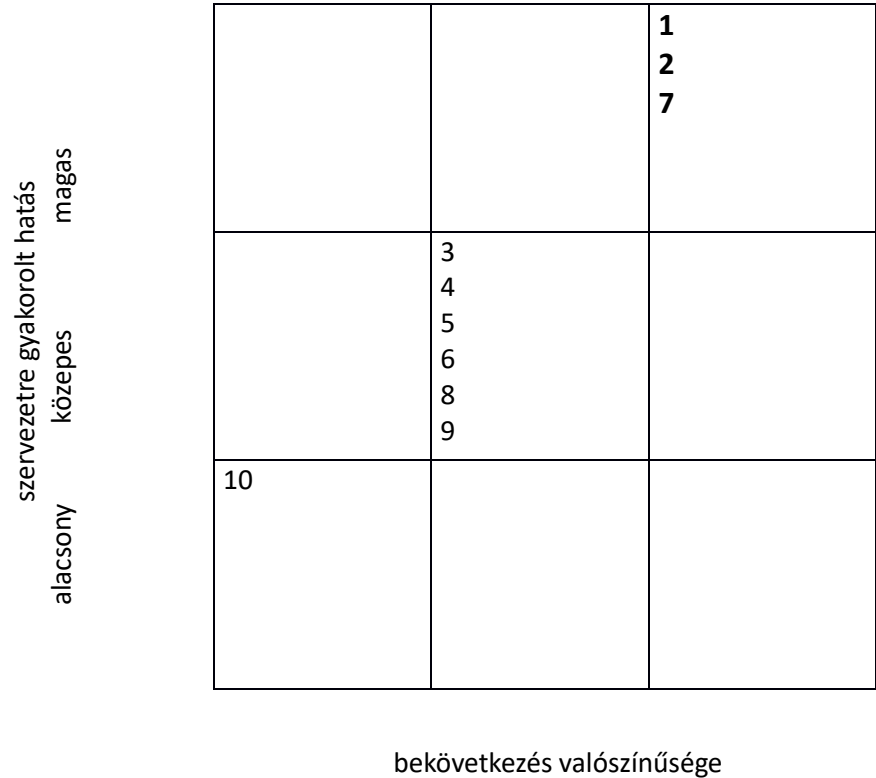 1
2
7
szervezetre gyakorolt hatás
magas
3
4
5
6
8
9
közepes
10
alacsony
bekövetkezés valószínűsége